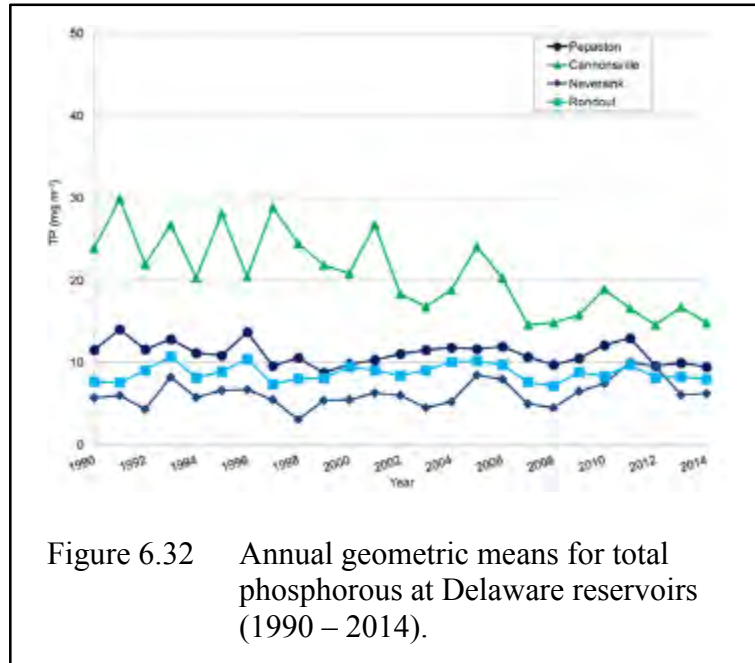 50
Pepacton
Cannonsville
Neversink
Rondout
40
30
20
10
0
TP (mg m⁻³)
1990 1992 1994 1996 1998 2000 2002 2004 2006 2008 2010 2012 2014
Year
Figure 6.32 Annual geometric means for total
phosphorous at Delaware reservoirs
(1990 – 2014).